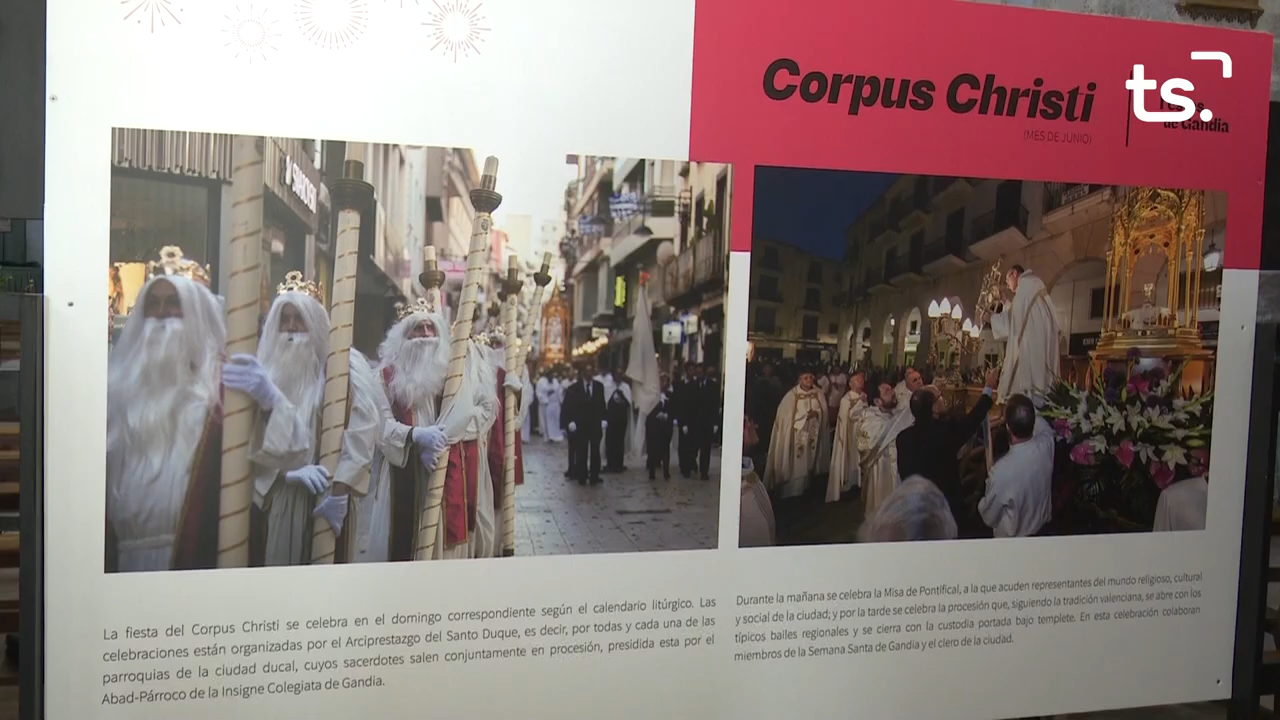 Corpus Christi
(MES DE JUNIO)
ts.
de Gandia
La fiesta del Corpus Christi se celebra en el domingo correspondiente según el calendario litúrgico. Las
celebraciones están organizadas por el Arciprestazgo del Santo Duque, es decir, por todas y cada una de las
parroquias de la ciudad ducal, cuyos sacerdotes salen conjuntamente en procesión, presidida esta por el
Abad-Párroco de la Insigne Colegiata de Gandia.
Durante la mañana se celebra la Misa de Pontifical, a la que acuden representantes del mundo religioso, cultural
y social de la ciudad; y por la tarde se celebra la procesión que, siguiendo la tradición valenciana, se abre con los
típicos bailes regionales y se cierra con la custodia portada bajo templete. En esta celebración colaboran
miembros de la Semana Santa de Gandia y el clero de la ciudad.